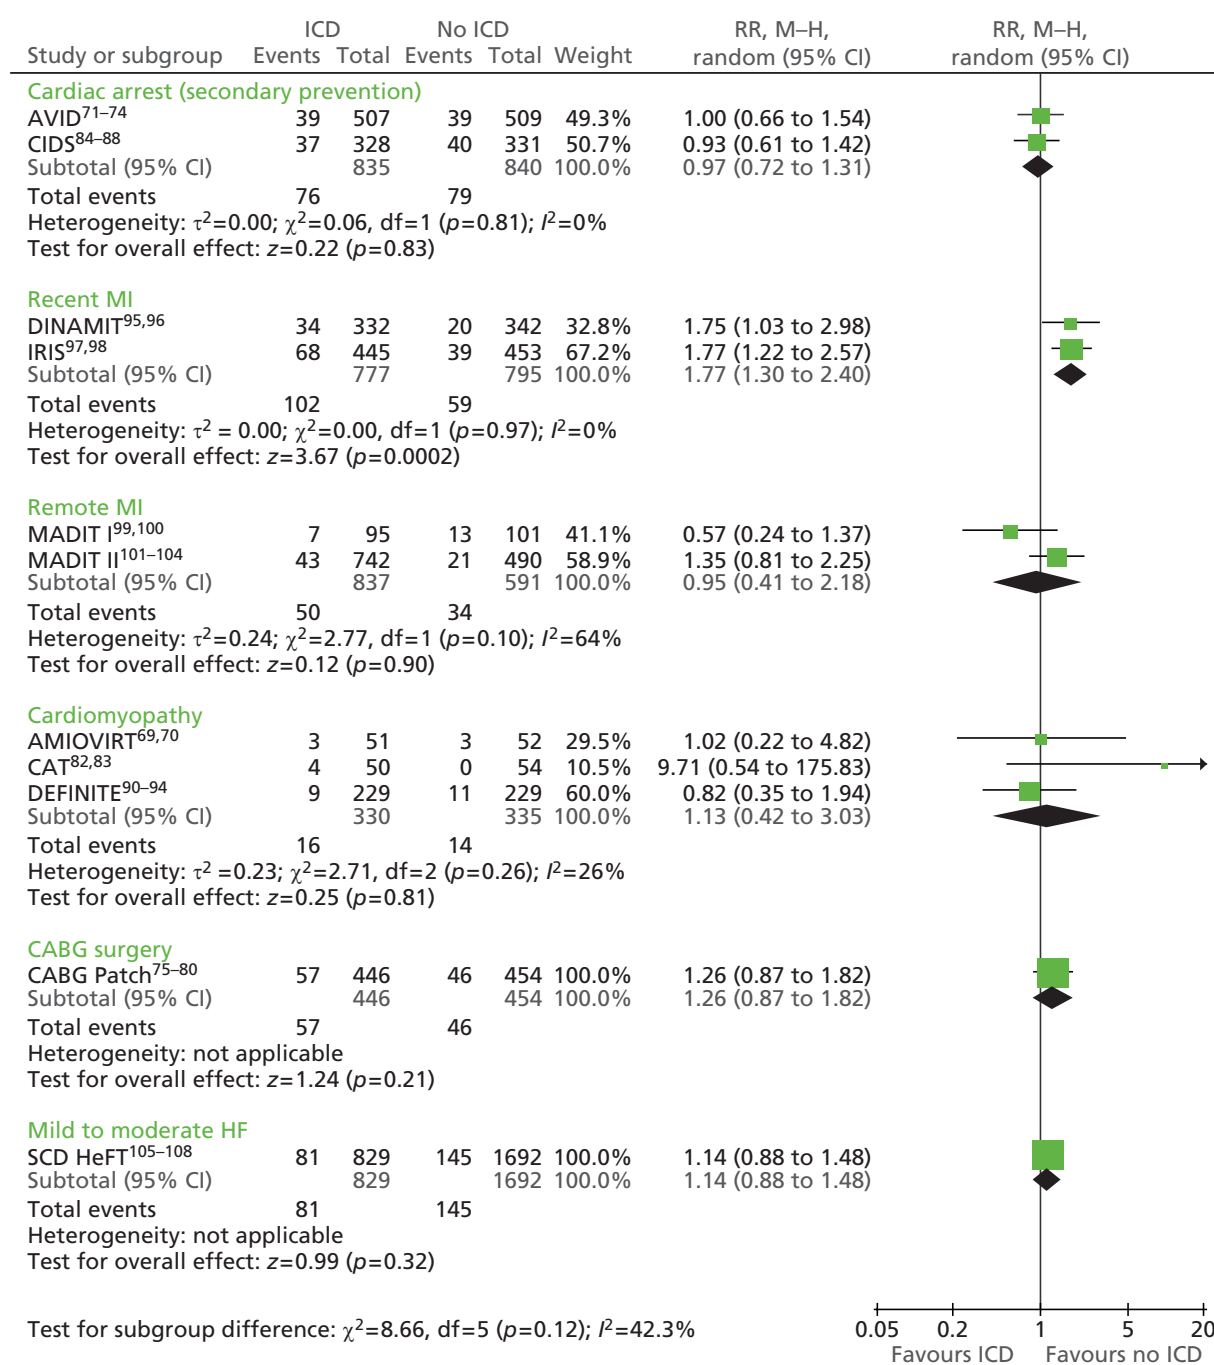 ICD No ICD RR, M–H, RR, M–H,
Study or subgroup Events Total Events Total Weight random (95% CI) random (95% CI)
Cardiac arrest (secondary prevention)
AVID71–74 39 507 39 509 49.3% 1.00 (0.66 to 1.54)
CIDS84–88 37 328 40 331 50.7% 0.93 (0.61 to 1.42)
Subtotal (95% CI) 835 840 100.0% 0.97 (0.72 to 1.31)
Total events 76 79
Heterogeneity: τ2=0.00; χ2=0.06, df=1 (p=0.81); I2=0%
Test for overall effect: z=0.22 (p=0.83)
Recent MI
DINAMIT95,96 34 332 20 342 32.8% 1.75 (1.03 to 2.98)
IRIS97,98 68 445 39 453 67.2% 1.77 (1.22 to 2.57)
Subtotal (95% CI) 777 795 100.0% 1.77 (1.30 to 2.40)
Total events 102 59
Heterogeneity: τ2 = 0.00; χ2=0.00, df=1 (p=0.97); I2=0%
Test for overall effect: z=3.67 (p=0.0002)
Remote MI
MADIT I99,100 7 95 13 101 41.1% 0.57 (0.24 to 1.37)
MADIT II101–104 43 742 21 490 58.9% 1.35 (0.81 to 2.25)
Subtotal (95% CI) 837 591 100.0% 0.95 (0.41 to 2.18)
Total events 50 34
Heterogeneity: τ2=0.24; χ2=2.77, df=1 (p=0.10); I2=64%
Test for overall effect: z=0.12 (p=0.90)
Cardiomyopathy
AMIOVIRT69,70 3 51 3 52 29.5% 1.02 (0.22 to 4.82)
CAT82,83 4 50 0 54 10.5% 9.71 (0.54 to 175.83)
DEFINITE90–94 9 229 11 229 60.0% 0.82 (0.35 to 1.94)
Subtotal (95% CI) 330 335 100.0% 1.13 (0.42 to 3.03)
Total events 16 14
Heterogeneity: τ2 =0.23; χ2=2.71, df=2 (p=0.26); I2=26%
Test for overall effect: z=0.25 (p=0.81)
CABG surgery
CABG Patch75–80 57 446 46 454 100.0% 1.26 (0.87 to 1.82)
Subtotal (95% CI) 446 454 100.0% 1.26 (0.87 to 1.82)
Total events 57 46
Heterogeneity: not applicable
Test for overall effect: z=1.24 (p=0.21)
Mild to moderate HF
SCD HeFT105–108 81 829 145 1692 100.0% 1.14 (0.88 to 1.48)
Subtotal (95% CI) 829 1692 100.0% 1.14 (0.88 to 1.48)
Total events 81 145
Heterogeneity: not applicable
Test for overall effect: z=0.99 (p=0.32)
Test for subgroup difference: χ2=8.66, df=5 (p=0.12); I2=42.3%
0.05 0.2 1 5 20
Favours ICD Favours no ICD